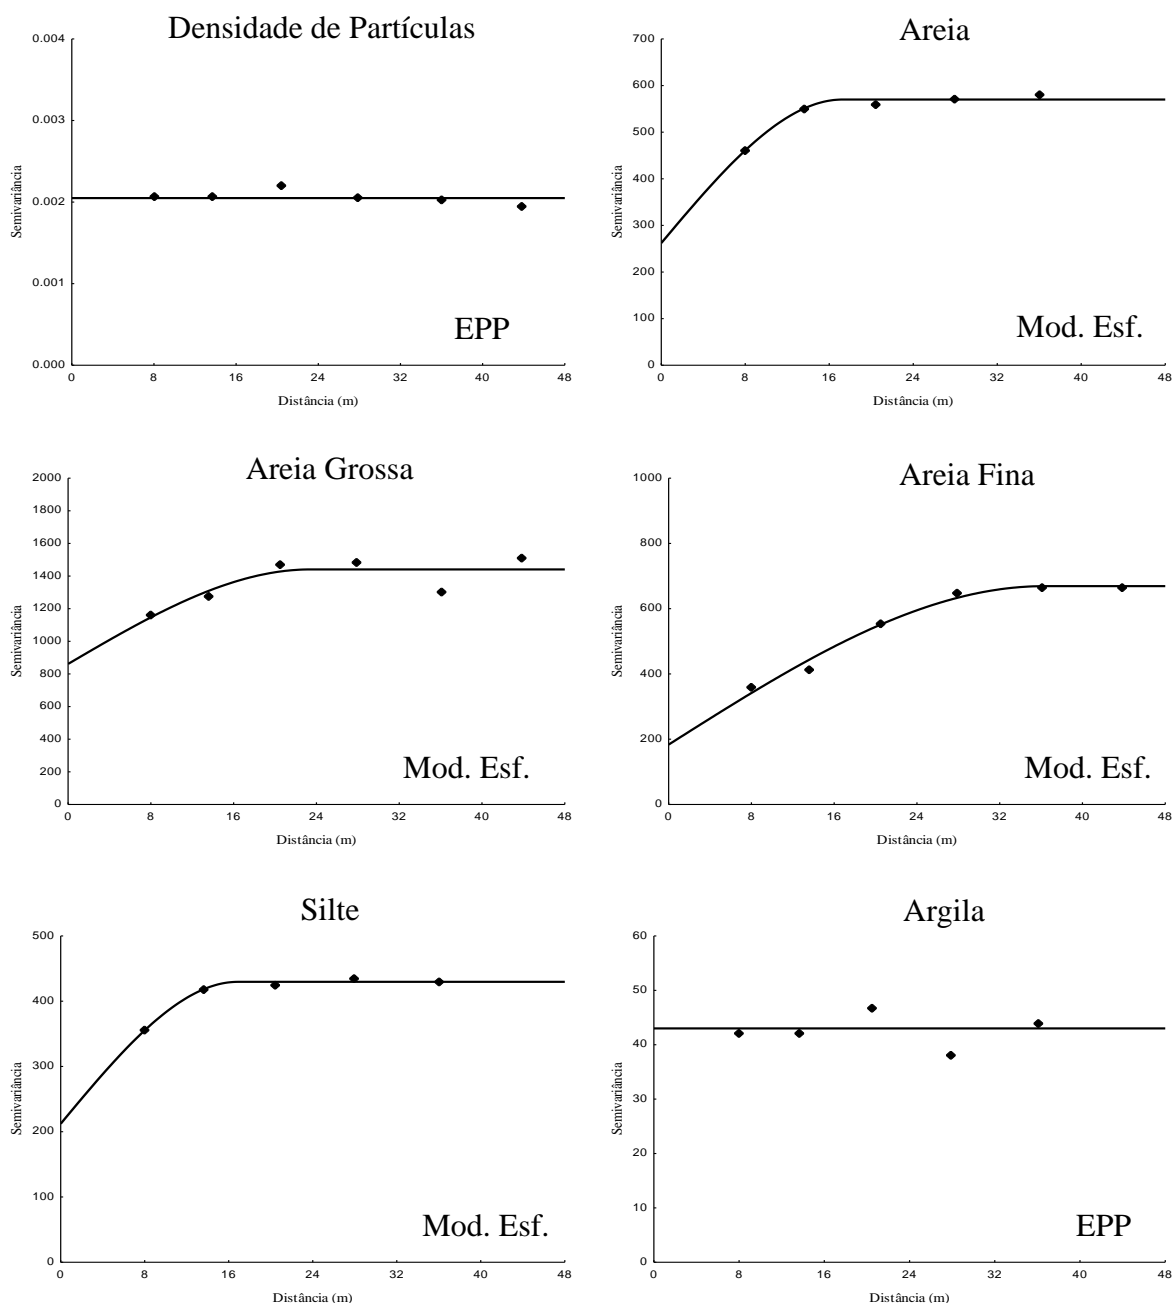 Densidade de Partículas
0.004
0.003
0.002
0.001
0.000
Semivariância
EPP
0 8 16 24 32 40 48
Distância (m)
Areia
700
600
500
400
300
200
100
0
Semivariância
Mod. Esf.
0 8 16 24 32 40 48
Distância (m)
Areia Grossa
2000
1800
1600
1400
1200
1000
800
600
400
200
0
Semivariância
Mod. Esf.
0 8 16 24 32 40 48
Distância (m)
Areia Fina
1000
800
600
400
200
0
Semivariância
Mod. Esf.
0 8 16 24 32 40 48
Distância (m)
Silte
500
400
300
200
100
0
Semivariância
Mod. Esf.
0 8 16 24 32 40 48
Distância (m)
Argila
60
50
40
30
20
10
0
Semivariância
EPP
0 8 16 24 32 40 48
Distância (m)